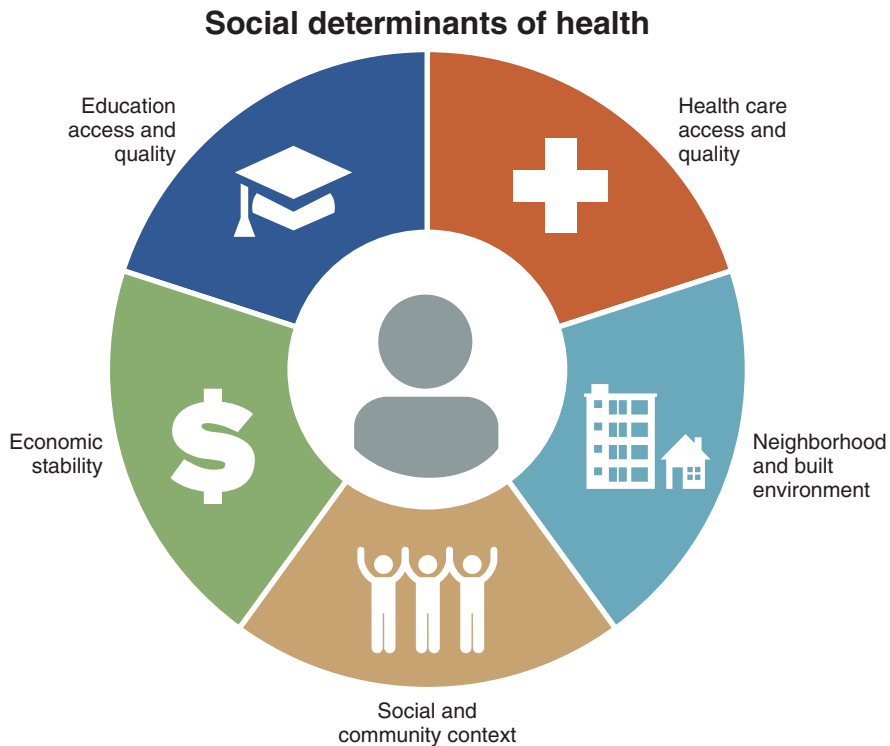 Social determinants of health
Education
access and
quality
Health care
access and
quality
Economic
stability
Neighborhood
and built
environment
Social and
community context